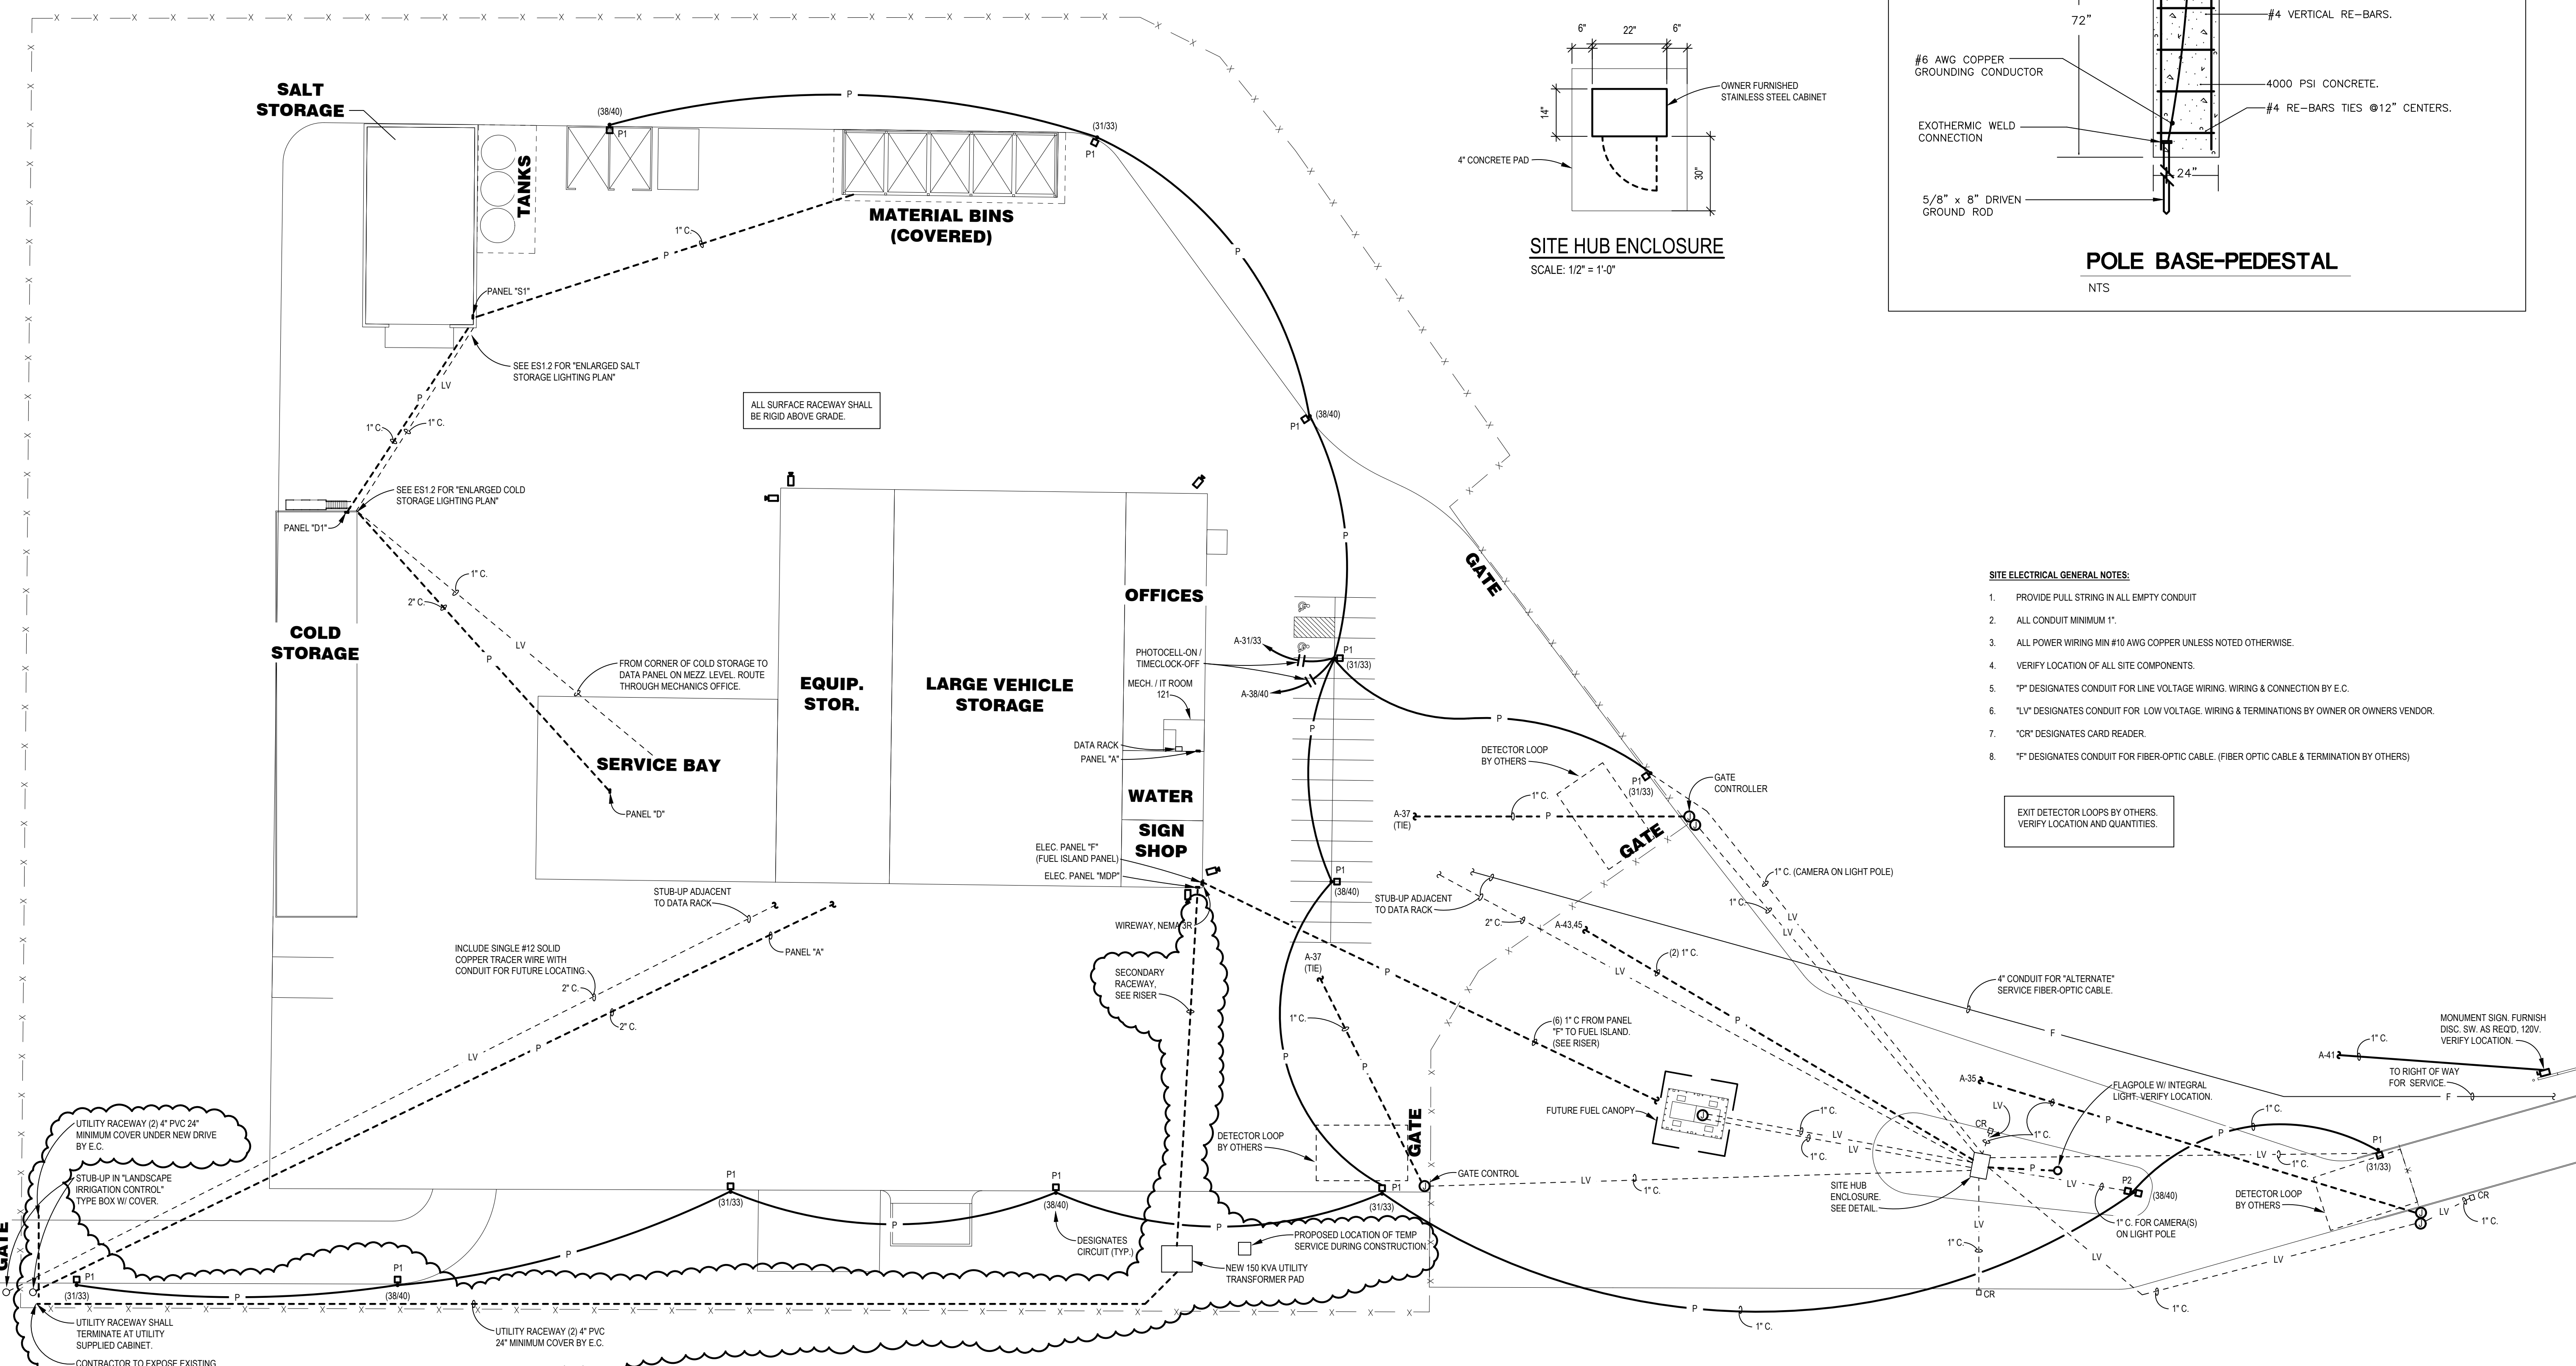 SALT
STORAGE
TANKS
(38/40)
P1
P
(31/33)
P1
MATERIAL BINS
(COVERED)
1" C.
P
P
PANEL "S1"
SEE ES1.2 FOR "ENLARGED SALT
STORAGE LIGHTING PLAN"
LV
P
1" C.
1" C.
ALL SURFACE RACEWAY SHALL
BE RIGID ABOVE GRADE.
(38/40)
P1
SEE ES1.2 FOR "ENLARGED COLD
STORAGE LIGHTING PLAN"
PANEL "D1"
1" C.
2" C.
LV
P
COLD
STORAGE
FROM CORNER OF COLD STORAGE TO
DATA PANEL ON MEZZ. LEVEL. ROUTE
THROUGH MECHANICS OFFICE.
SERVICE BAY
PANEL "D"
EQUIP.
STOR.
LARGE VEHICLE
STORAGE
OFFICES
PHOTOCELL-ON /
TIMECLOCK-OFF
MECH. / IT ROOM
121
DATA RACK
PANEL "A"
WATER
SIGN
SHOP
ELEC. PANEL "F"
(FUEL ISLAND PANEL)
ELEC. PANEL "MDP"
WIREWAY, NEMA 3R
A-31/33
A-38/40
P
P1
(31/33)
P
P
P1
(38/40)
GATE
DETECTOR LOOP
BY OTHERS
P1
(31/33)
GATE
CONTROLLER
GATE
A-37
(TIE)
1" C.
P
1" C. (CAMERA ON LIGHT POLE)
1" C.
LV
LV
STUB-UP ADJACENT
TO DATA RACK
2" C.
A-43,45
(2) 1" C.
LV
P
4" CONDUIT FOR "ALTERNATE"
SERVICE FIBER-OPTIC CABLE.
F
STUB-UP ADJACENT
TO DATA RACK
PANEL "A"
INCLUDE SINGLE #12 SOLID
COPPER TRACER WIRE WITH
CONDUIT FOR FUTURE LOCATING.
2" C.
2" C.
LV
P
SECONDARY
RACEWAY,
SEE RISER
A-37
(TIE)
1" C.
P
P
P
(6) 1" C FROM PANEL
"F" TO FUEL ISLAND.
(SEE RISER)
FUTURE FUEL CANOPY
1" C.
LV
LV
1" C.
DETECTOR LOOP
BY OTHERS
GATE
GATE CONTROL
LV
1" C.
A-41
1" C.
MONUMENT SIGN. FURNISH
DISC. SW. AS REQ'D, 120V.
VERIFY LOCATION.
TO RIGHT OF WAY
FOR SERVICE.
F
A-35
LV
CR
1" C.
P
FLAGPOLE W/ INTEGRAL
LIGHT. VERIFY LOCATION.
P
LV
P
1" C.
P1
(31/33)
LV
1" C.
P2
(38/40)
SITE HUB
ENCLOSURE.
SEE DETAIL.
1" C. FOR CAMERA(S)
ON LIGHT POLE
DETECTOR LOOP
BY OTHERS
LV
CR
1" C.
LV
1" C.
CR
LV
LV
1" C.
P
1" C.
UTILITY RACEWAY (2) 4" PVC 24"
MINIMUM COVER UNDER NEW DRIVE
BY E.C.
STUB-UP IN "LANDSCAPE
IRRIGATION CONTROL"
TYPE BOX W/ COVER.
GATE
P1
(31/33)
P
P1
(38/40)
P
P1
(31/33)
P
P1
(38/40)
DESIGNATES
CIRCUIT (TYP.)
P
P1
(31/33)
PROPOSED LOCATION OF TEMP
SERVICE DURING CONSTRUCTION.
NEW 150 KVA UTILITY
TRANSFORMER PAD
UTILITY RACEWAY SHALL
TERMINATE AT UTILITY
SUPPLIED CABINET.
UTILITY RACEWAY (2) 4" PVC
24" MINIMUM COVER BY E.C.
CONTRACTOR TO EXPOSE EXISTING
6"
22"
6"
14"
30"
OWNER FURNISHED
STAINLESS STEEL CABINET
4" CONCRETE PAD
SITE HUB ENCLOSURE
SCALE: 1/2" = 1'-0"
72”
#4 VERTICAL RE-BARS.
#6 AWG COPPER
GROUNDING CONDUCTOR
4000 PSI CONCRETE.
#4 RE-BARS TIES @12” CENTERS.
EXOTHERMIC WELD
CONNECTION
24”
5/8” x 8” DRIVEN
GROUND ROD
POLE BASE-PEDESTAL
NTS
SITE ELECTRICAL GENERAL NOTES:
1. PROVIDE PULL STRING IN ALL EMPTY CONDUIT
2. ALL CONDUIT MINIMUM 1".
3. ALL POWER WIRING MIN #10 AWG COPPER UNLESS NOTED OTHERWISE.
4. VERIFY LOCATION OF ALL SITE COMPONENTS.
5. "P" DESIGNATES CONDUIT FOR LINE VOLTAGE WIRING. WIRING & CONNECTION BY E.C.
6. "LV" DESIGNATES CONDUIT FOR LOW VOLTAGE. WIRING & TERMINATIONS BY OWNER OR OWNERS VENDOR.
7. "CR" DESIGNATES CARD READER.
8. "F" DESIGNATES CONDUIT FOR FIBER-OPTIC CABLE. (FIBER OPTIC CABLE & TERMINATION BY OTHERS)
EXIT DETECTOR LOOPS BY OTHERS.
VERIFY LOCATION AND QUANTITIES.